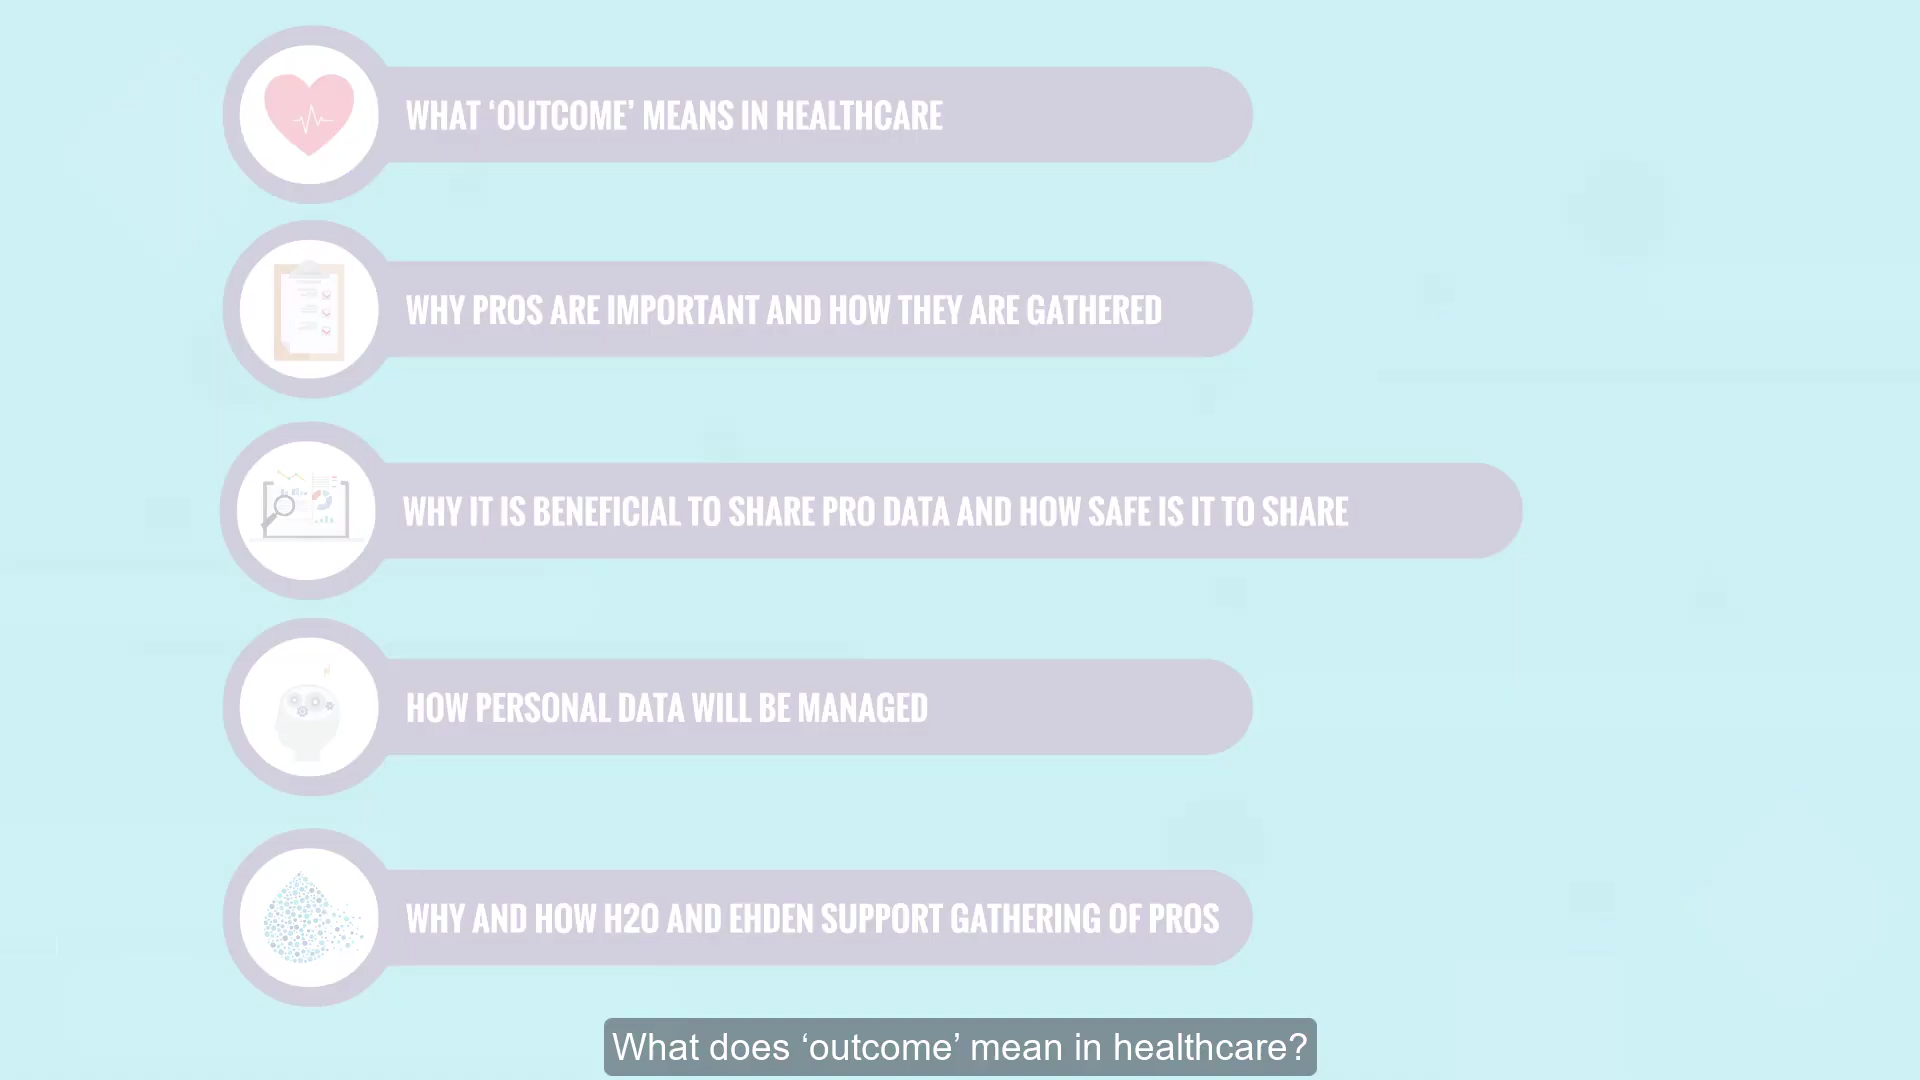 WHAT ‘OUTCOME’ MEANS IN HEALTHCARE
WHY PROS ARE IMPORTANT AND HOW THEY ARE GATHERED
WHY IT IS BENEFICIAL TO SHARE PRO DATA AND HOW SAFE IS IT TO SHARE
HOW PERSONAL DATA WILL BE MANAGED
WHY AND HOW H2O AND EHDEN SUPPORT GATHERING OF PROS
What does ‘outcome’ mean in healthcare?